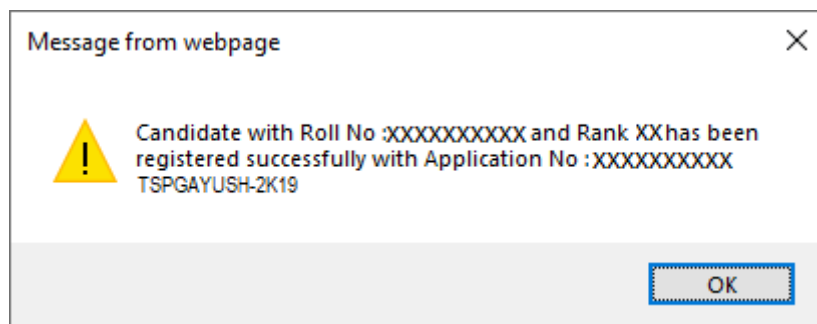 Message from webpage
Candidate with Roll No :XXXXXXXXXX and Rank XX has been
registered successfully with Application No :XXXXXXXXXX
TSPGAYUSH-2K19
OK